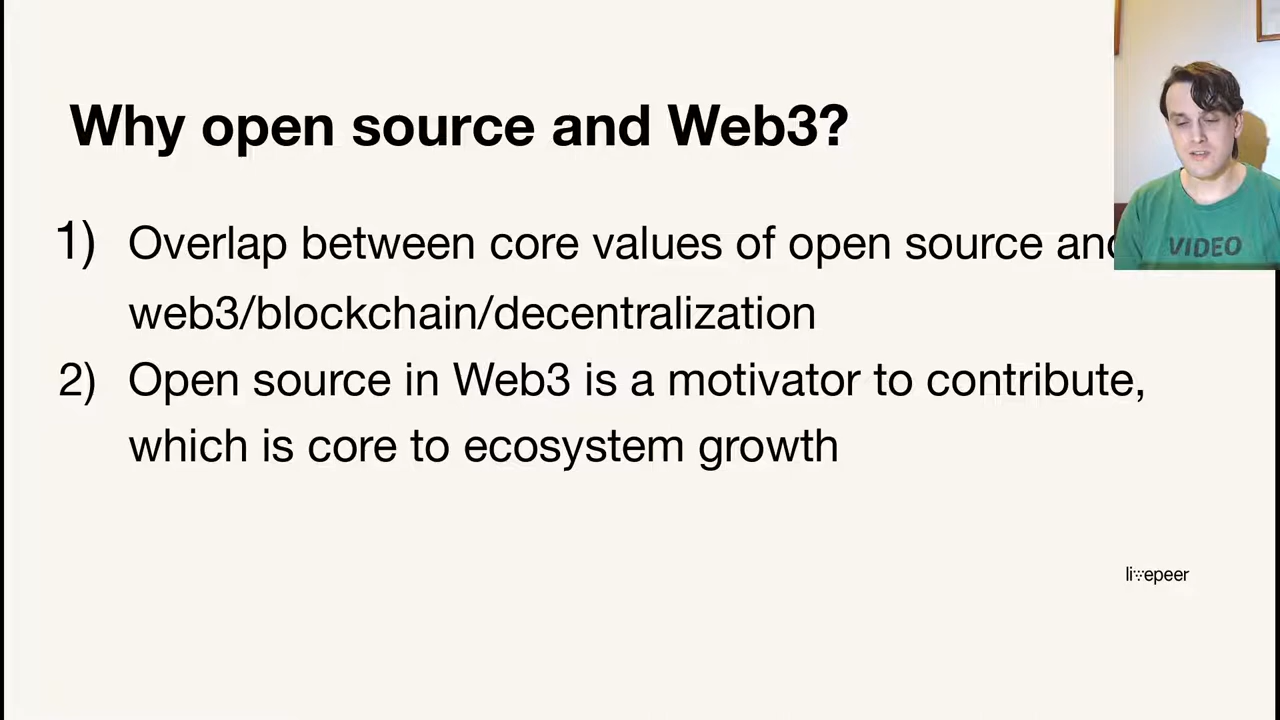 Why open source and Web3?
1) Overlap between core values of open source and
web3/blockchain/decentralization
2) Open source in Web3 is a motivator to contribute,
which is core to ecosystem growth
VIDEO
livepeer